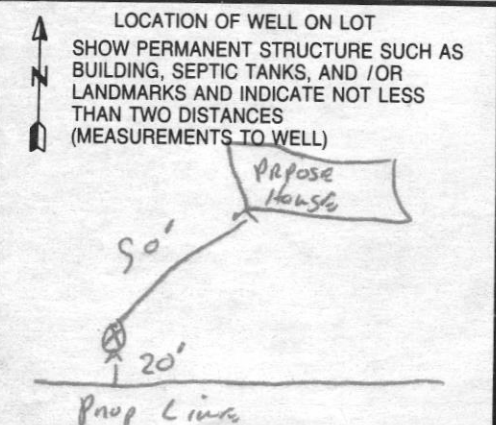 LOCATION OF WELL ON LOT
SHOW PERMANENT STRUCTURE SUCH AS
N BUILDING, SEPTIC TANKS, AND /OR
LANDMARKS AND INDICATE NOT LESS
THAN TWO DISTANCES
(MEASUREMENTS TO WELL)
PRPOSE
House
50'
20'
Prop Line